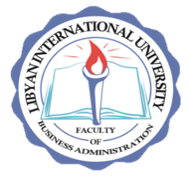 LIBYAN INTERNATIONAL UNIVERSITY
FACULTY
OF
BUSINESS ADMINISTRATION